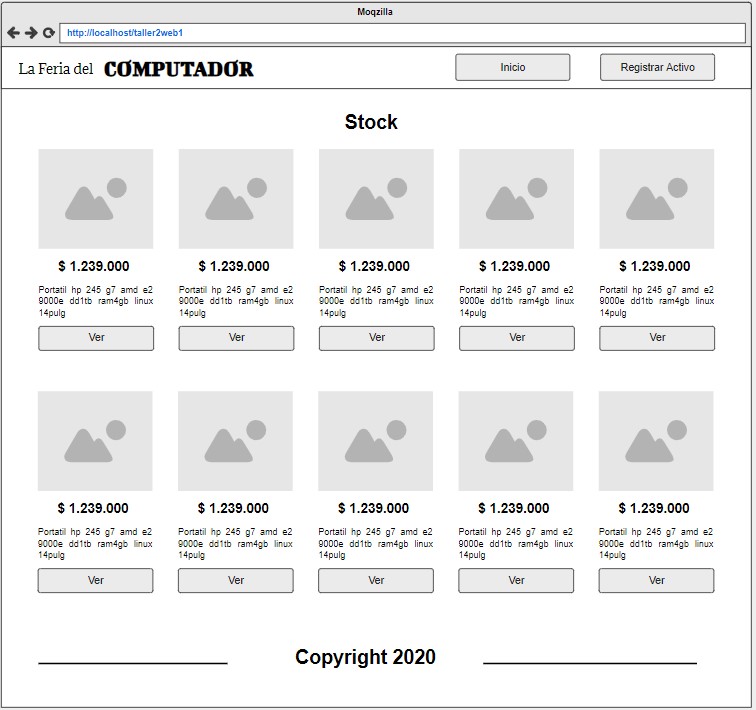 Moqzilla
http://localhost/taller2web1
La Feria del COMPUTADOR
Inicio
Registrar Activo
Stock
$ 1.239.000
Portatil hp 245 g7 amd e2
9000e dd1tb ram4gb linux
14pulg
Ver
$ 1.239.000
Portatil hp 245 g7 amd e2
9000e dd1tb ram4gb linux
14pulg
Ver
$ 1.239.000
Portatil hp 245 g7 amd e2
9000e dd1tb ram4gb linux
14pulg
Ver
$ 1.239.000
Portatil hp 245 g7 amd e2
9000e dd1tb ram4gb linux
14pulg
Ver
$ 1.239.000
Portatil hp 245 g7 amd e2
9000e dd1tb ram4gb linux
14pulg
Ver
$ 1.239.000
Portatil hp 245 g7 amd e2
9000e dd1tb ram4gb linux
14pulg
Ver
$ 1.239.000
Portatil hp 245 g7 amd e2
9000e dd1tb ram4gb linux
14pulg
Ver
$ 1.239.000
Portatil hp 245 g7 amd e2
9000e dd1tb ram4gb linux
14pulg
Ver
$ 1.239.000
Portatil hp 245 g7 amd e2
9000e dd1tb ram4gb linux
14pulg
Ver
$ 1.239.000
Portatil hp 245 g7 amd e2
9000e dd1tb ram4gb linux
14pulg
Ver
Copyright 2020